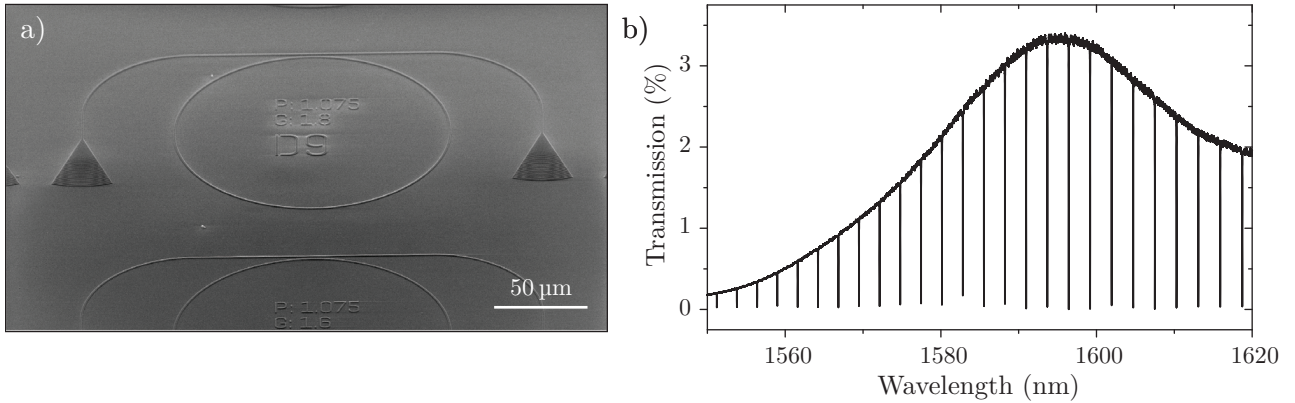 a)
P: 1.075
G: 1.8
D9
P: 1.075
G: 1.6
50 µm
b)
Transmission (%)
3
2
1
0
1560
1580
1600
1620
Wavelength (nm)